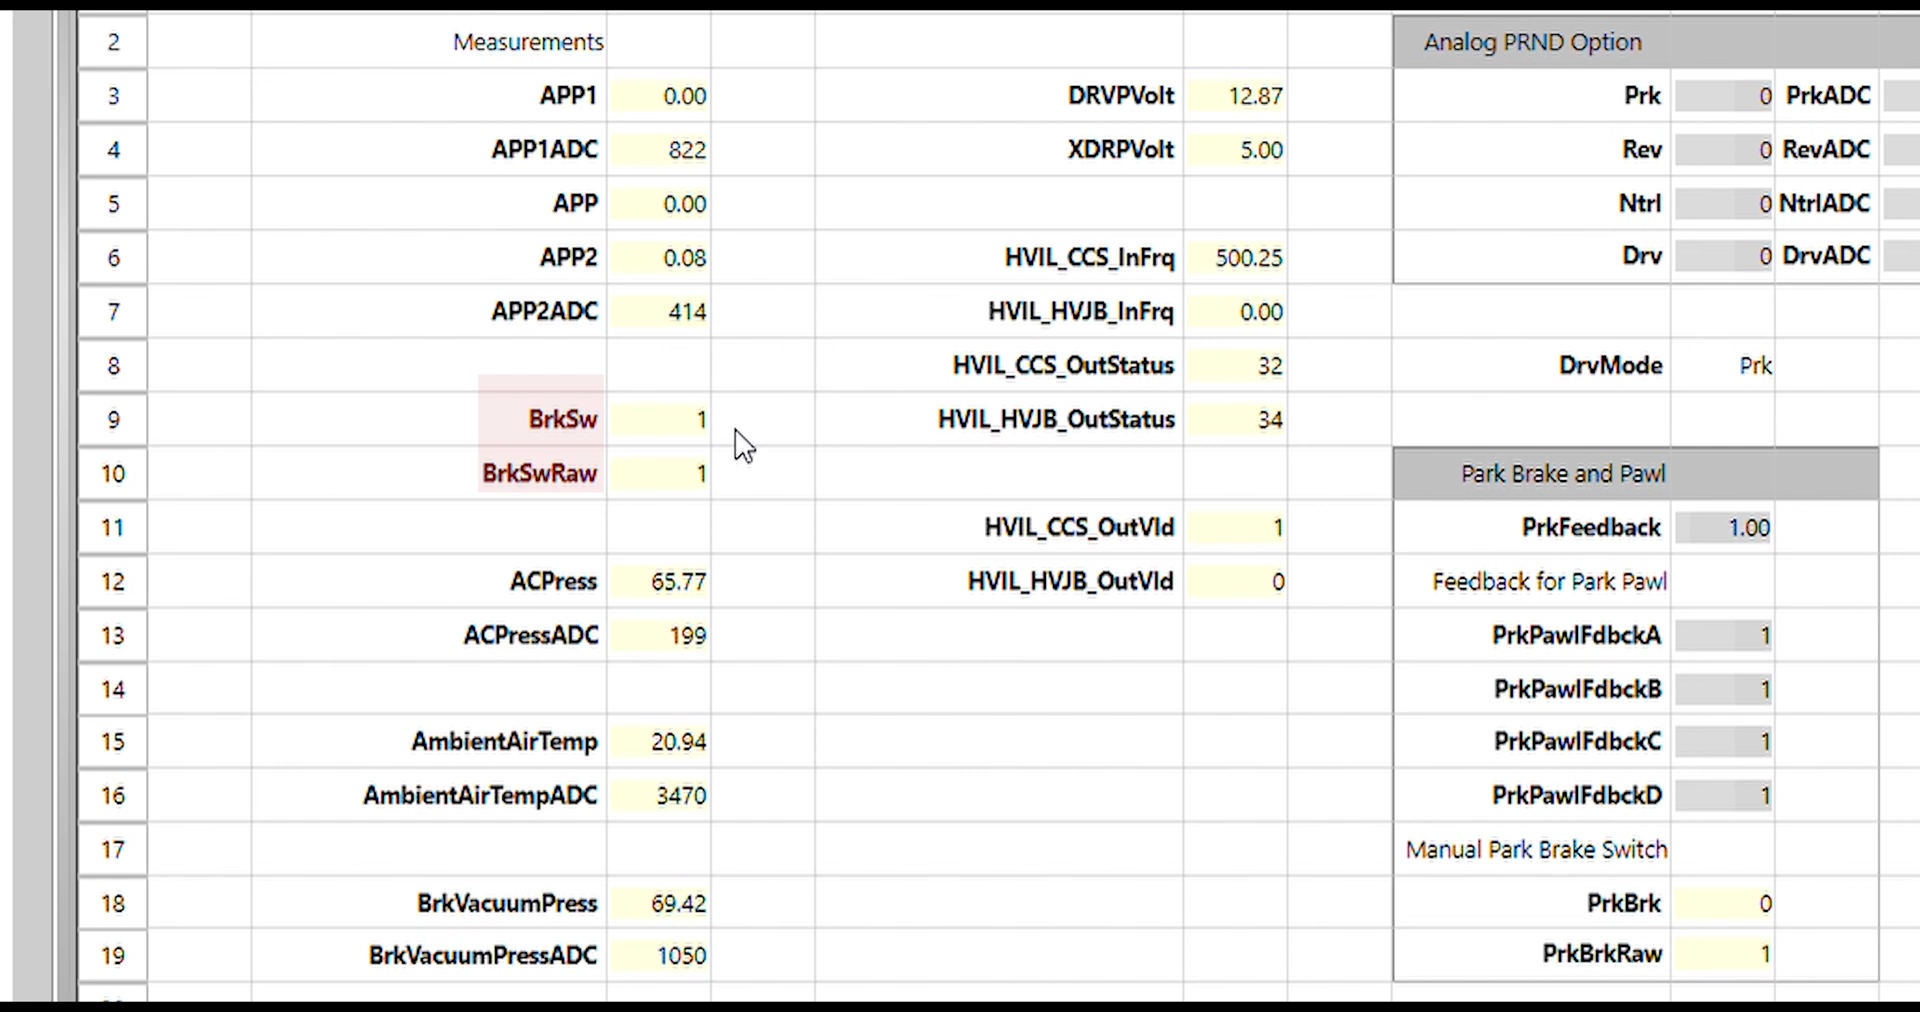 2 Measurements Analog PRND Option
3 APP1 0.00 DRVPVolt 12.87 Prk 0 PrkADC
4 APP1ADC 822 XDRPVolt 5.00 Rev 0 RevADC
5 APP 0.00 Ntrl 0 NtrlADC
6 APP2 0.08 HVIL_CCS_InFrq 500.25 Drv 0 DrvADC
7 APP2ADC 414 HVIL_HVJB_InFrq 0.00
8 HVIL_CCS_OutStatus 32 DrvMode Prk
9 BrkSw 1 HVIL_HVJB_OutStatus 34
10 BrkSwRaw 1 Park Brake and Pawl
11 HVIL_CCS_OutVld 1 PrkFeedback 1.00
12 ACPress 65.77 HVIL_HVJB_OutVld 0 Feedback for Park Pawl
13 ACPressADC 199 PrkPawlFdbckA 1
14 PrkPawlFdbckB 1
15 AmbientAirTemp 20.94 PrkPawlFdbckC 1
16 AmbientAirTempADC 3470 PrkPawlFdbckD 1
17 Manual Park Brake Switch
18 BrkVacuumPress 69.42 PrkBrk 0
19 BrkVacuumPressADC 1050 PrkBrkRaw 1